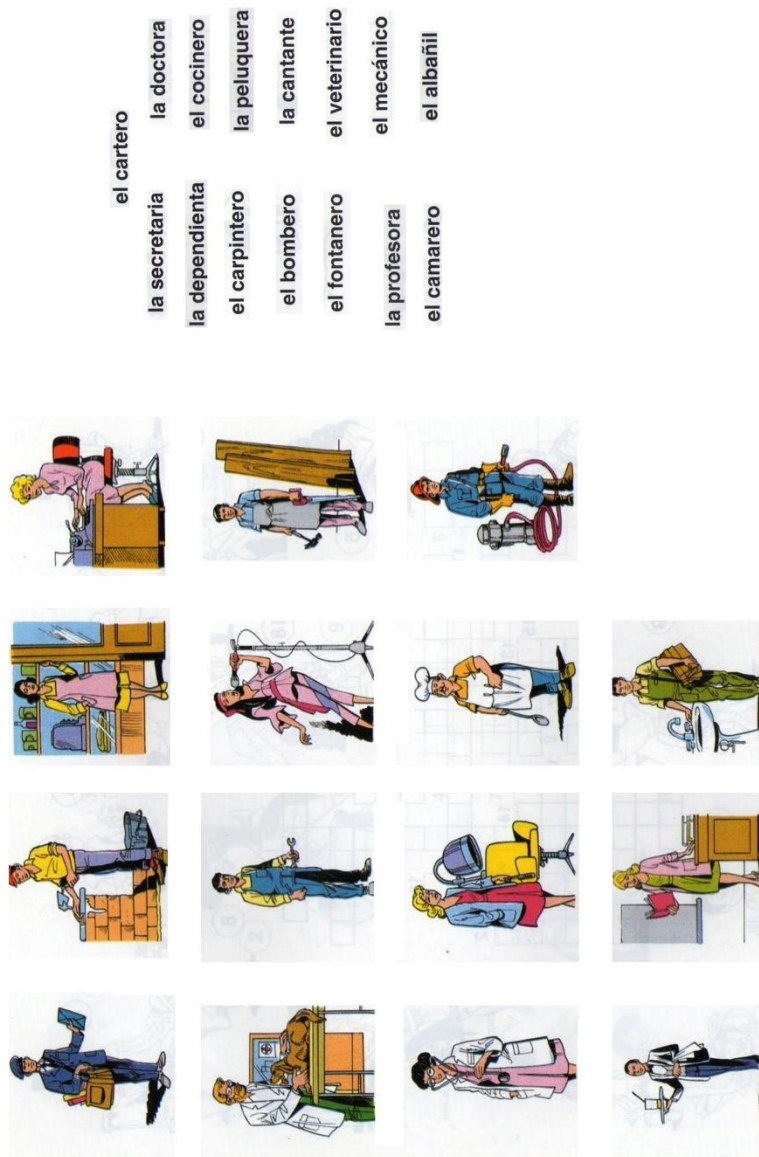 el cartero
la secretaria la doctora
la dependienta el cocinero
el carpintero la peluquera
el bombero la cantante
el fontanero el veterinario
la profesora el mecánico
el camarero el albañil